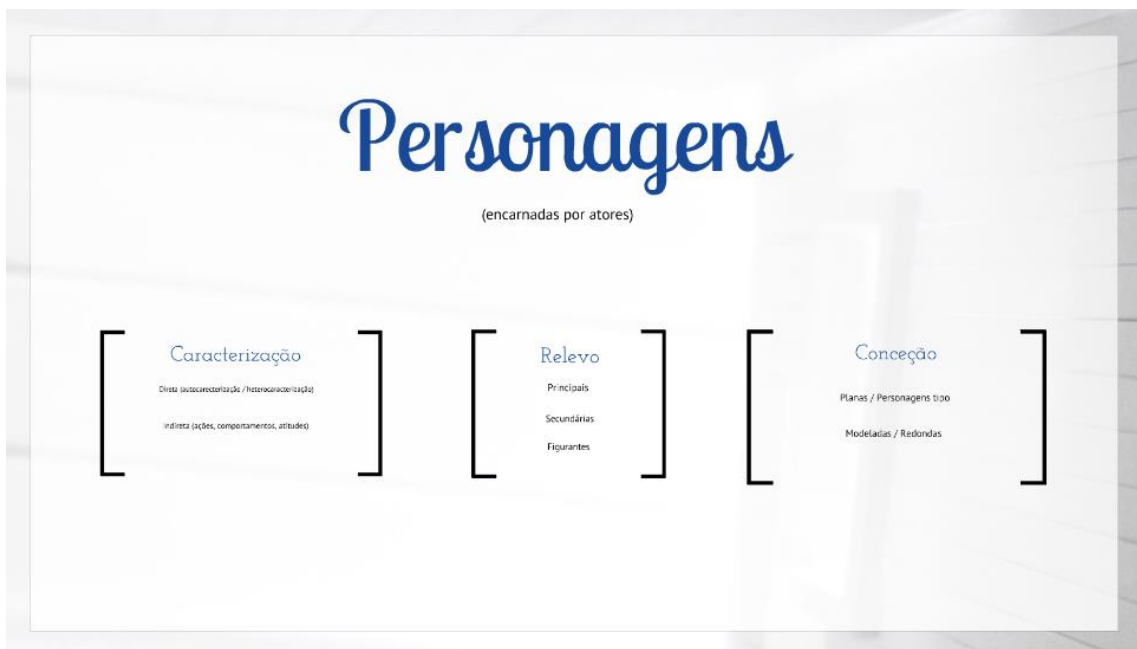 Personagens
(encarnadas por atores)
Caracterização
Direta (autocarecterização / heterocaracterização)
Indireta (ações, comportamentos, atitudes)
Relevo
Principais
Secundárias
Figurantes
Conceção
Planas / Personagens tipo
Modeladas / Redondas